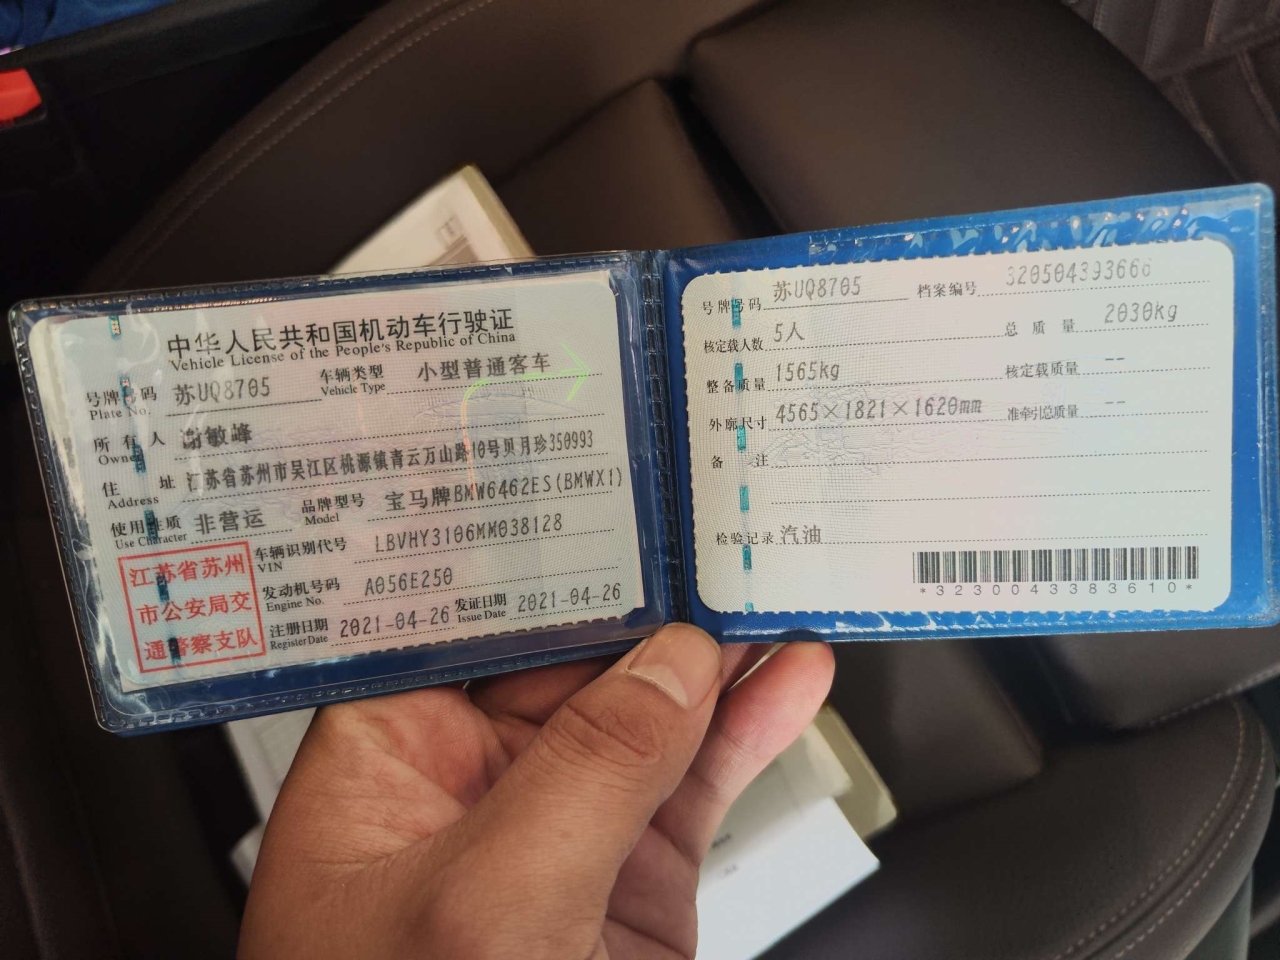 中华人民共和国机动车行驶证
Vehicle License of the People's Republic of China
号牌号码 苏UQ8705 车辆类型 小型普通客车
Plate No. Vehicle Type
所有人 谢敏峰
Owner
住址 江苏省苏州市吴江区桃源镇青云万山路10号贝月珍350993
Address
使用性质 非营运 品牌型号 宝马牌BMW6462ES(BMWX1)
Use Character Model
江苏省苏州
市公安局交
通警察支队
车辆识别代号 LBVHY3106MM038128
VIN
发动机号码 A056E250
Engine No.
注册日期 2021-04-26 发证日期 2021-04-26
Register Date Issue Date
号牌号码 苏UQ8705 档案编号 320504393666
核定载人数 5人 总质量 2030kg
整备质量 1565kg 核定载质量 --
外廓尺寸 4565×1821×1620mm 准牵引总质量 --
备注
检验记录 汽油
*3230043383610*